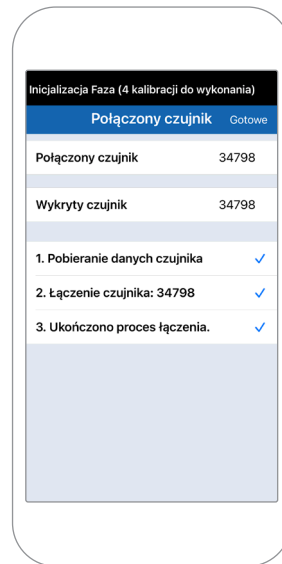 Inicjalizacja Faza (4 kalibracji do wykonania)
Połączony czujnik Gotowe
Połączony czujnik 34798
Wykryty czujnik 34798
1. Pobieranie danych czujnika
2. Łączenie czujnika: 34798
3. Ukończono proces łączenia.